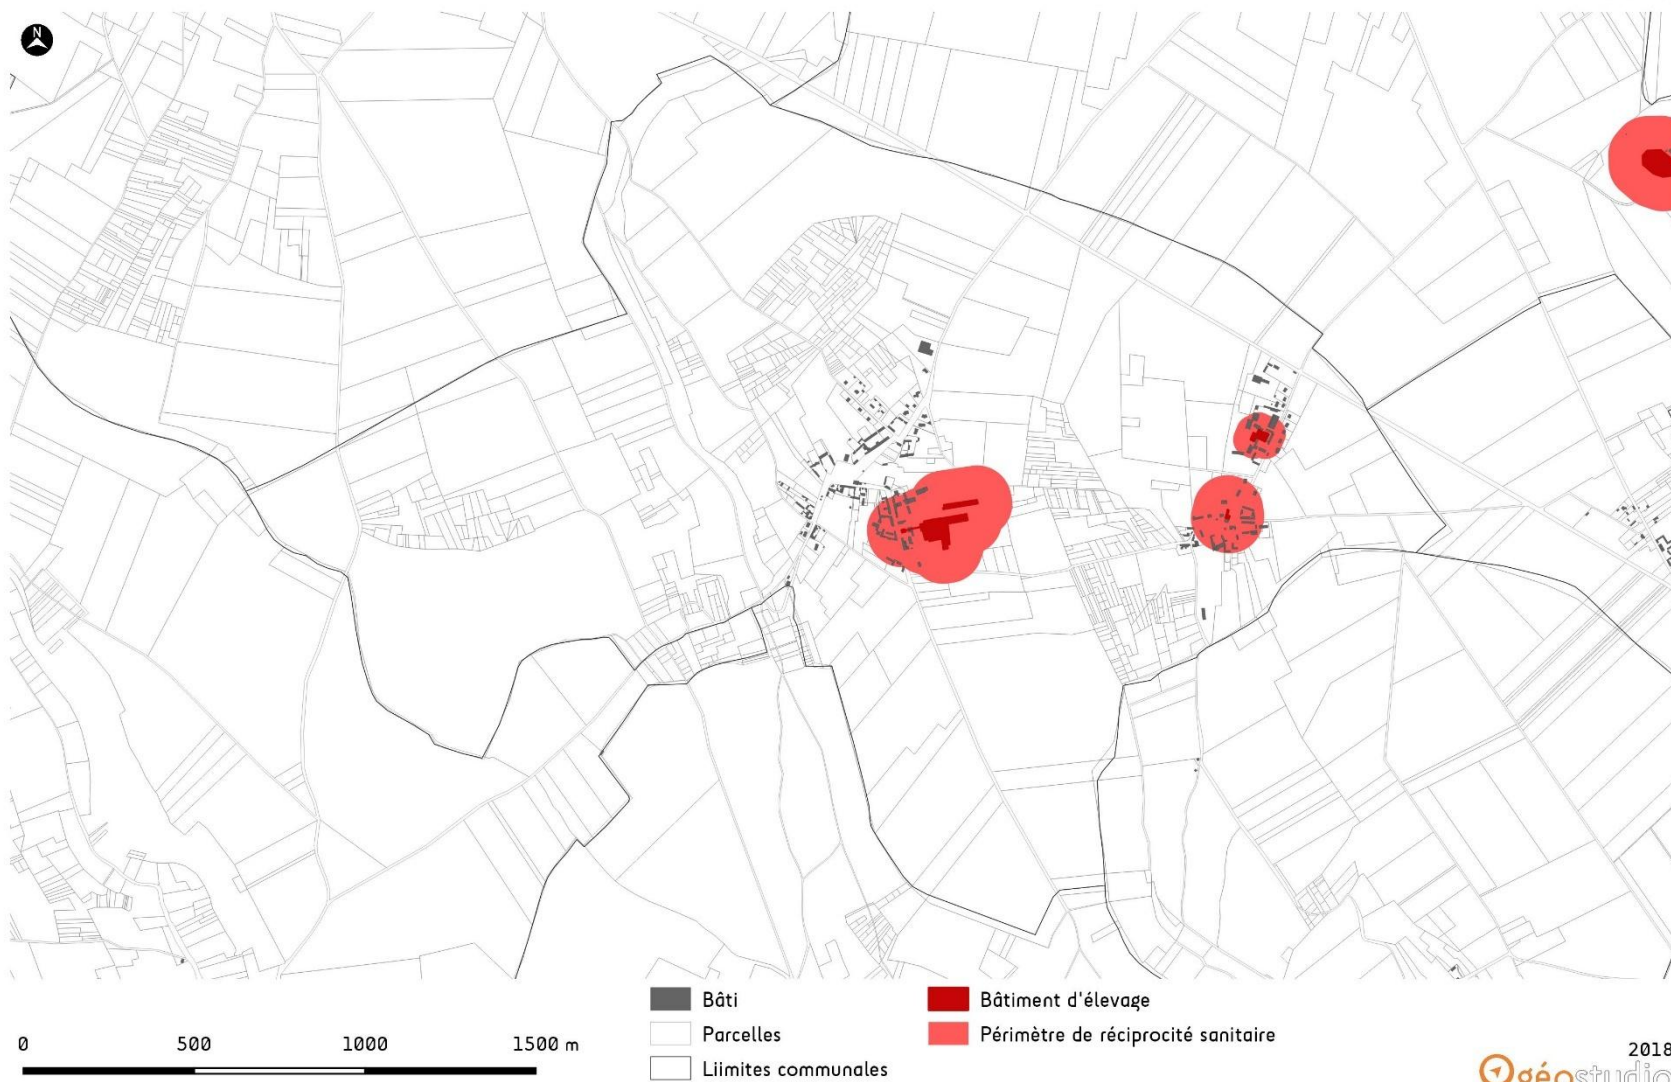 N
Bâti
Parcelles
Liimites communales
Bâtiment d'élevage
Périmètre de réciprocité sanitaire
0 500 1000 1500 m
2018
géostudio